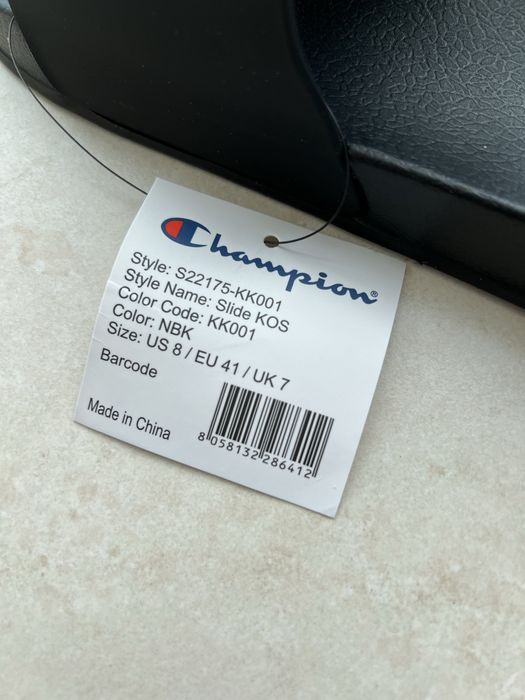 Champion®
Style: S22175-KK001
Style Name: Slide KOS
Color Code: KK001
Color: NBK
Size: US 8 / EU 41 / UK 7
Barcode
8 058132 286412
Made in China